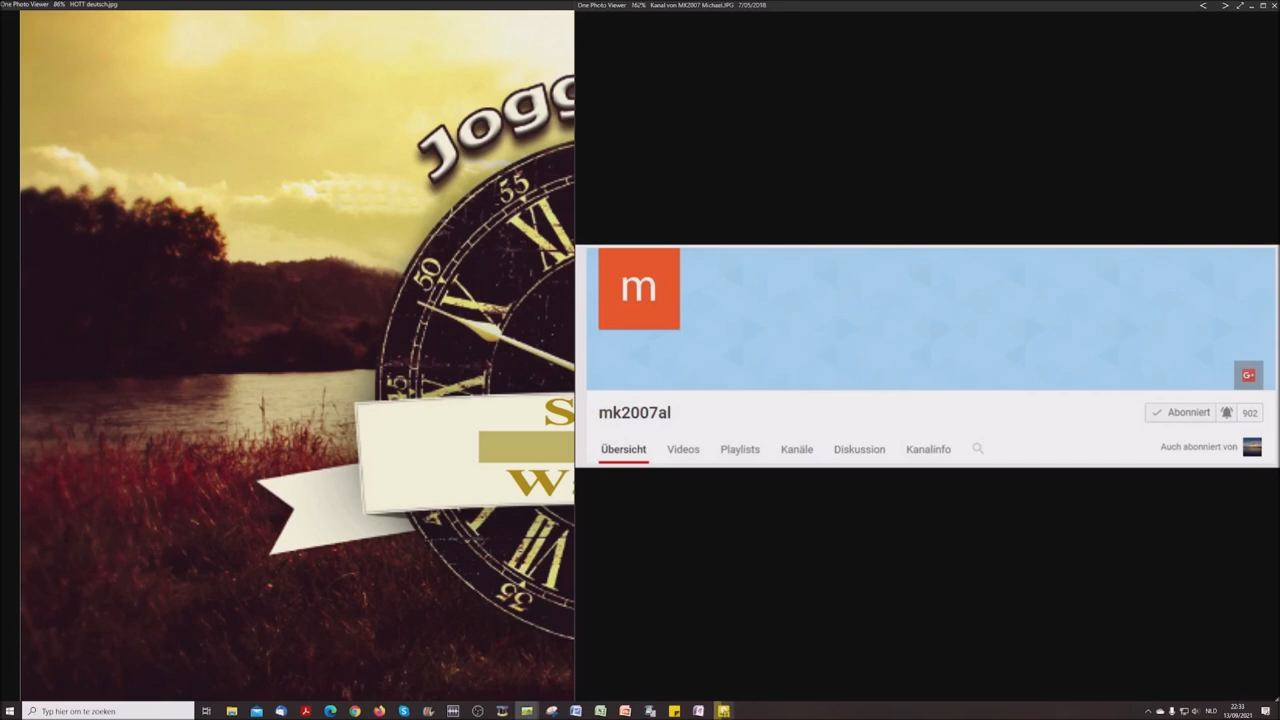 One Photo Viewer 86% HOTT deutsch.jpg
One Photo Viewer 162% Kanal von MK2007 Michael.JPG 7/05/2018
Jogg
55
50
XI
S
W
35
m
G+
mk2007al
Abonniert 902
Übersicht Videos Playlists Kanäle Diskussion Kanalinfo
Auch abonniert von
Typ hier om te zoeken
NLD
22:33
13/09/2021